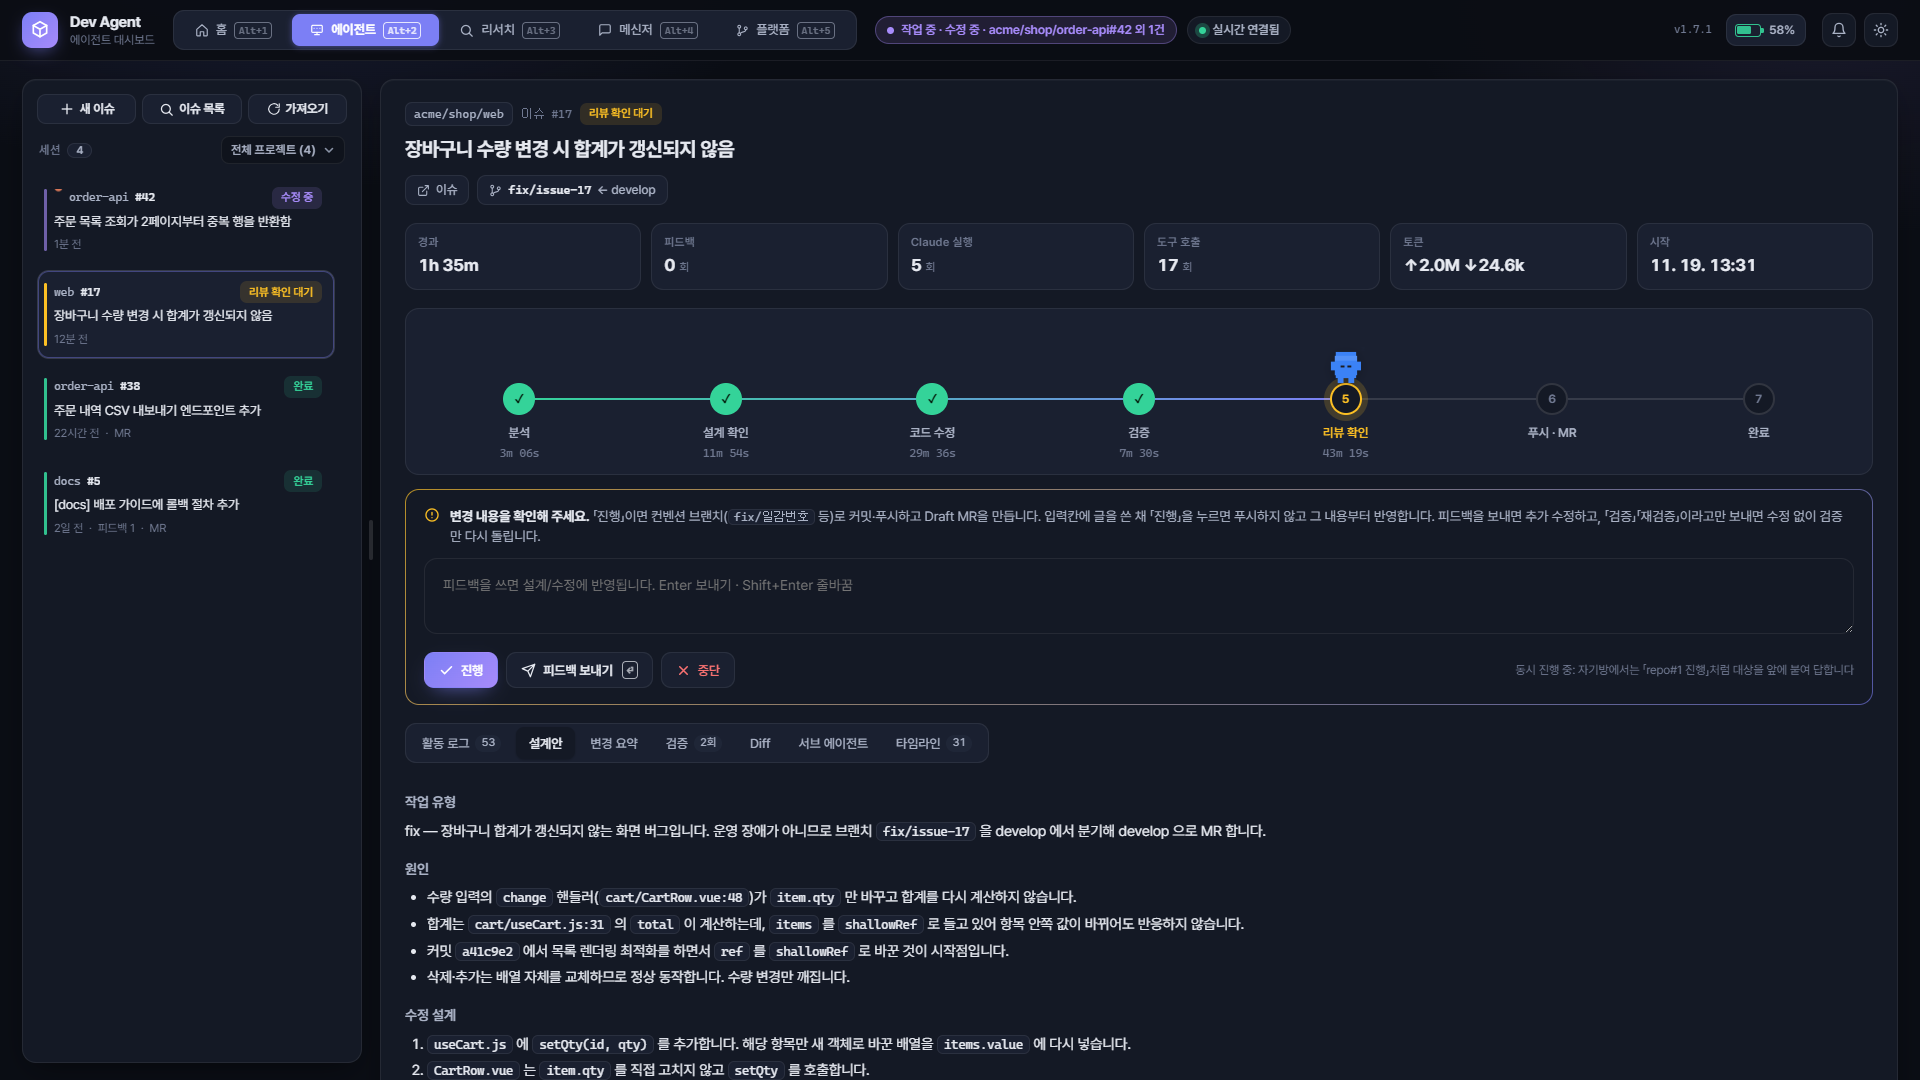 Dev Agent
에이전트 대시보드
홈 Alt+1
에이전트 Alt+2
리서치 Alt+3
메신저 Alt+4
플랫폼 Alt+5
작업 중 · 수정 중 · acme/shop/order-api#42 외 1건
실시간 연결됨
v1.7.1
58%
새 이슈
이슈 목록
가져오기
세션 4
전체 프로젝트 (4)
order-api #42 수정 중
주문 목록 조회가 2페이지부터 중복 행을 반환함
1분 전
web #17 리뷰 확인 대기
장바구니 수량 변경 시 합계가 갱신되지 않음
12분 전
order-api #38 완료
주문 내역 CSV 내보내기 엔드포인트 추가
22시간 전 · MR
docs #5 완료
[docs] 배포 가이드에 롤백 절차 추가
2일 전 · 피드백 1 · MR
acme/shop/web 이슈 #17 리뷰 확인 대기
장바구니 수량 변경 시 합계가 갱신되지 않음
이슈
fix/issue-17 ← develop
경과
1h 35m
피드백
0 회
Claude 실행
5 회
도구 호출
17 회
토큰
↑2.0M ↓24.6k
시작
11. 19. 13:31
✓ ✓ ✓ ✓ 5 6 7
분석 설계 확인 코드 수정 검증 리뷰 확인 푸시 · MR 완료
3m 06s 11m 54s 29m 36s 7m 30s 43m 19s
변경 내용을 확인해 주세요. 「진행」이면 컨벤션 브랜치( fix/일감번호 등)로 커밋·푸시하고 Draft MR을 만듭니다. 입력칸에 글을 쓴 채 「진행」을 누르면 푸시하지 않고 그 내용부터 반영합니다. 피드백을 보내면 추가 수정하고, 「검증」「재검증」이라고만 보내면 수정 없이 검증
만 다시 돌립니다.
피드백을 쓰면 설계/수정에 반영됩니다. Enter 보내기 · Shift+Enter 줄바꿈
진행
피드백 보내기
중단
동시 진행 중: 자기방에서는 「repo#1 진행」처럼 대상을 앞에 붙여 답합니다
활동 로그 53
설계안
변경 요약
검증 2회
Diff
서브 에이전트
타임라인 31
작업 유형
fix — 장바구니 합계가 갱신되지 않는 화면 버그입니다. 운영 장애가 아니므로 브랜치 fix/issue-17 을 develop 에서 분기해 develop 으로 MR 합니다.
원인
• 수량 입력의 change 핸들러( cart/CartRow.vue:48 )가 item.qty 만 바꾸고 합계를 다시 계산하지 않습니다.
• 합계는 cart/useCart.js:31 의 total 이 계산하는데, items 를 shallowRef 로 들고 있어 항목 안쪽 값이 바뀌어도 반응하지 않습니다.
• 커밋 a41c9e2 에서 목록 렌더링 최적화를 하면서 ref 를 shallowRef 로 바꾼 것이 시작점입니다.
• 삭제·추가는 배열 자체를 교체하므로 정상 동작합니다. 수량 변경만 깨집니다.
수정 설계
1. useCart.js 에 setQty(id, qty) 를 추가합니다. 해당 항목만 새 객체로 바꾼 배열을 items.value 에 다시 넣습니다.
2. CartRow.vue 는 item.qty 를 직접 고치지 않고 setQty 를 호출합니다.